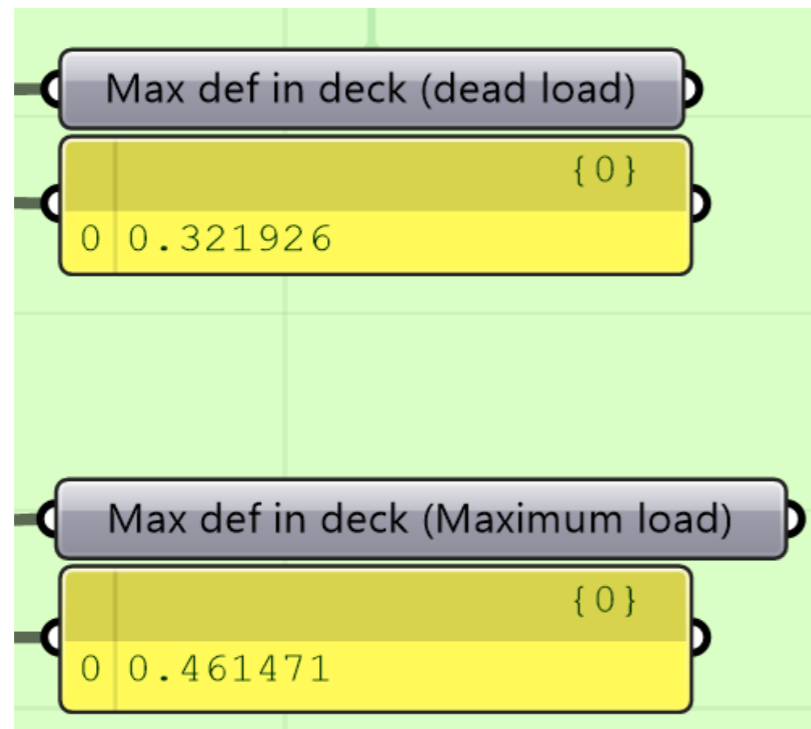 Max def in deck (dead load)
{0}
0 0.321926
Max def in deck (Maximum load)
{0}
0 0.461471